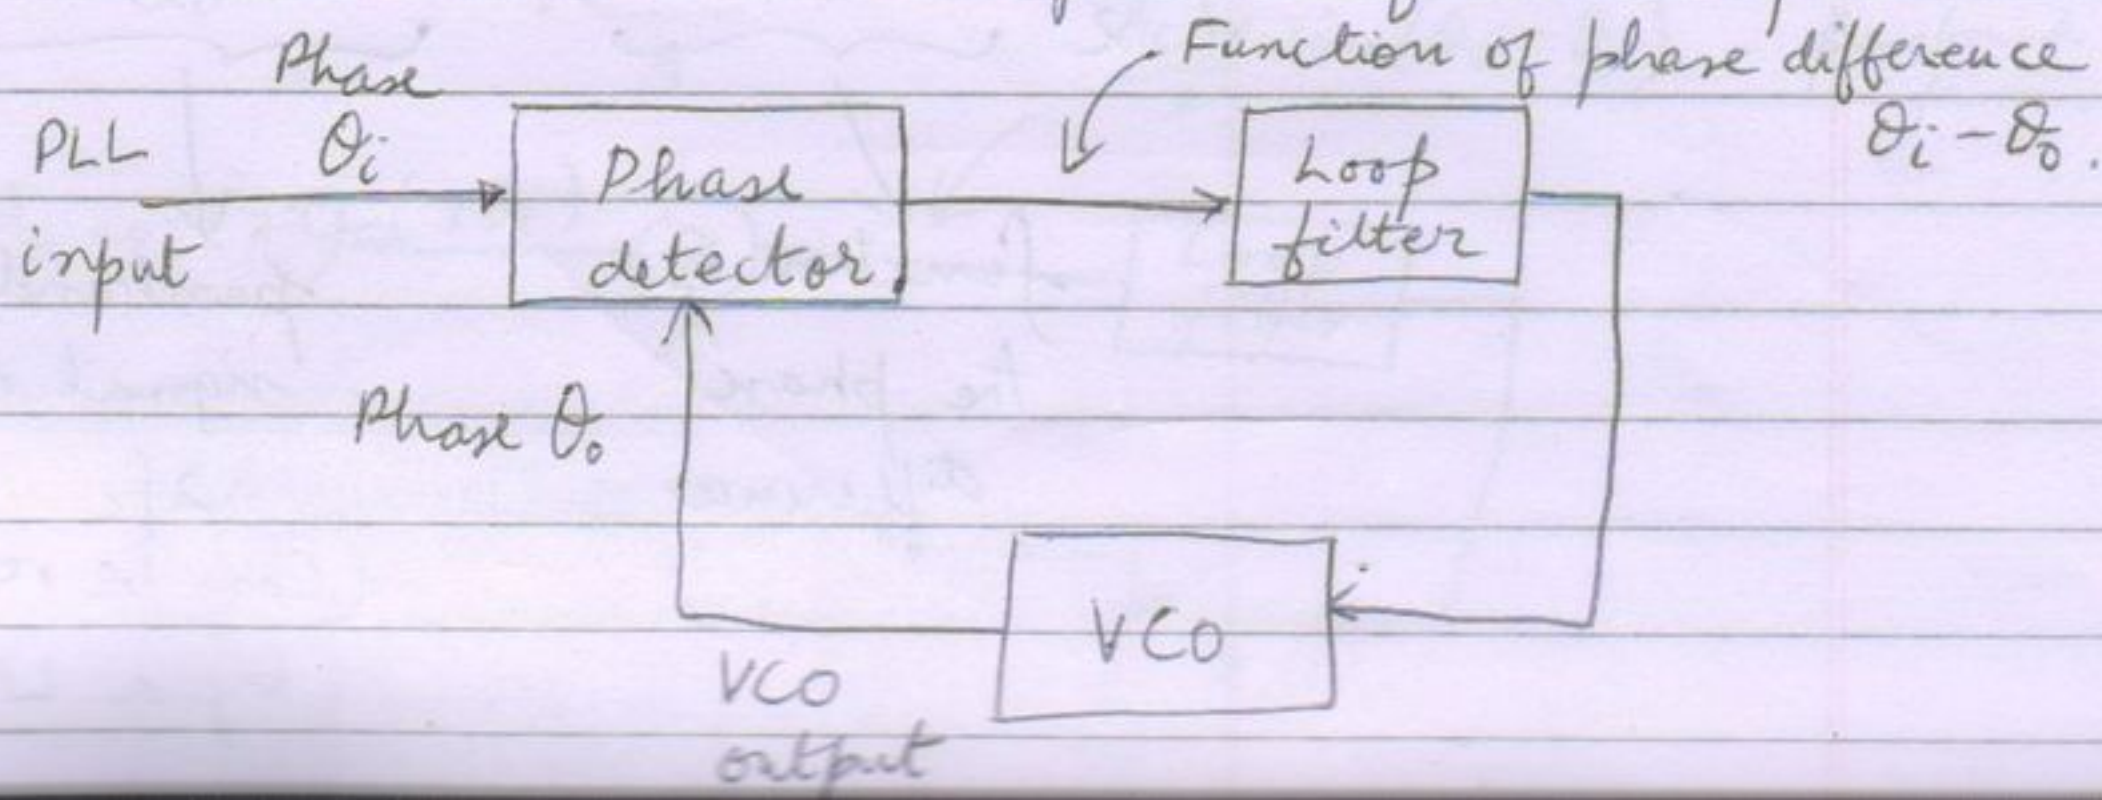 Function of phase difference
θi - θo.
Phase
θi
PLL
input
Phase
detector
Loop
filter
Phase θo
VCO
VCO
output